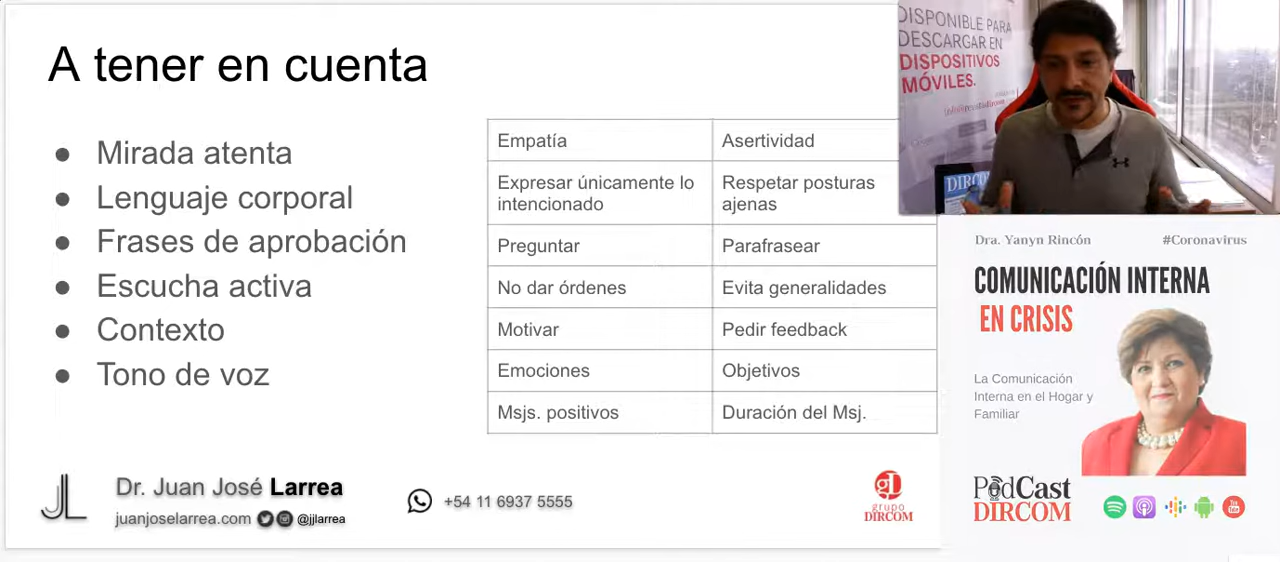 A tener en cuenta
● Mirada atenta
● Lenguaje corporal
● Frases de aprobación
● Escucha activa
● Contexto
● Tono de voz
Empatía
Asertividad
Expresar únicamente lo
intencionado
Respetar posturas
ajenas
Preguntar
Parafrasear
No dar órdenes
Evita generalidades
Motivar
Pedir feedback
Emociones
Objetivos
Msjs. positivos
Duración del Msj.
JL
Dr. Juan José Larrea
juanjoselarrea.com @jjlarrea
+54 11 6937 5555
grupo
DIRCOM
DISPONIBLE PARA
DESCARGAR EN
DISPOSITIVOS
MÓVILES.
DIRC
Dra. Yanyn Rincón
#Coronavirus
COMUNICACIÓN INTERNA
EN CRISIS
La Comunicación
Interna en el Hogar y
Familiar
PodCast
DIRCOM